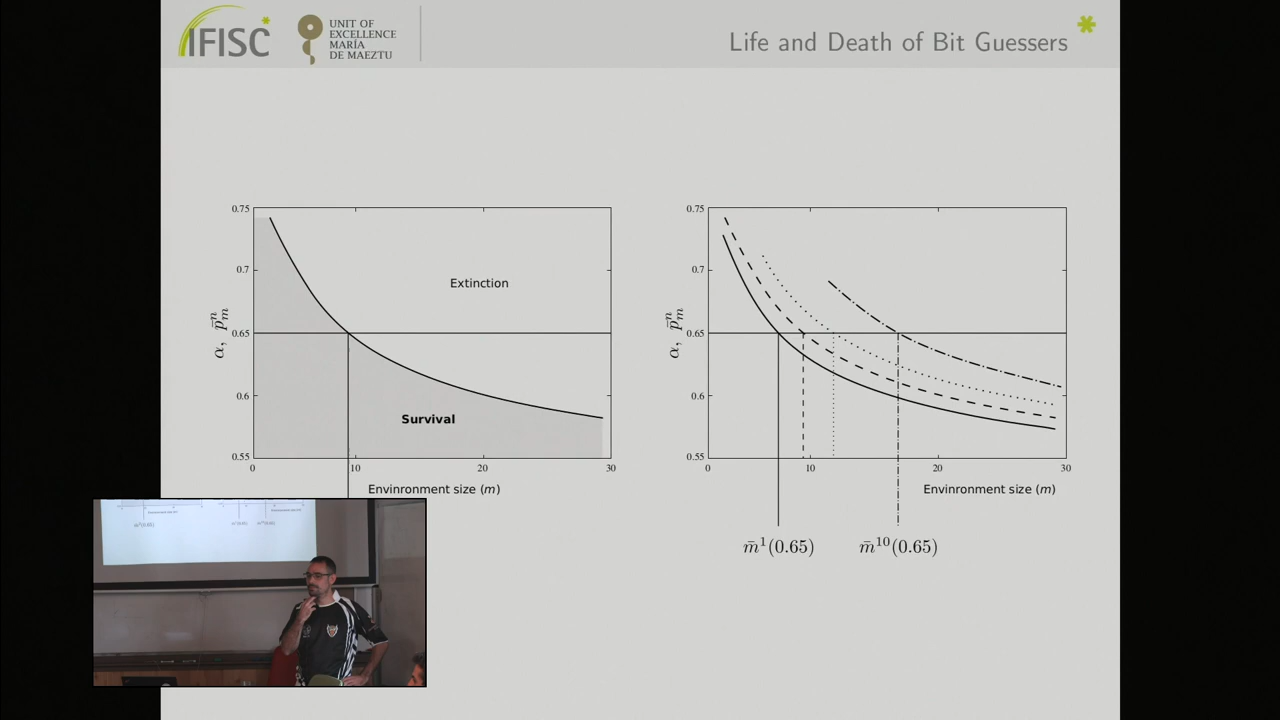 IFISC
UNIT OF
EXCELLENCE
MARÍA
DE MAEZTU
Life and Death of Bit Guessers
0.75
0.7
0.65
0.6
0.55
α, p̄ₘⁿ
Extinction
Survival
0
10
20
30
Envinronment size (m)
0.75
0.7
0.65
0.6
0.55
α, p̄ₘⁿ
0
10
20
30
Envinronment size (m)
m̄¹(0.65)
m̄¹⁰(0.65)